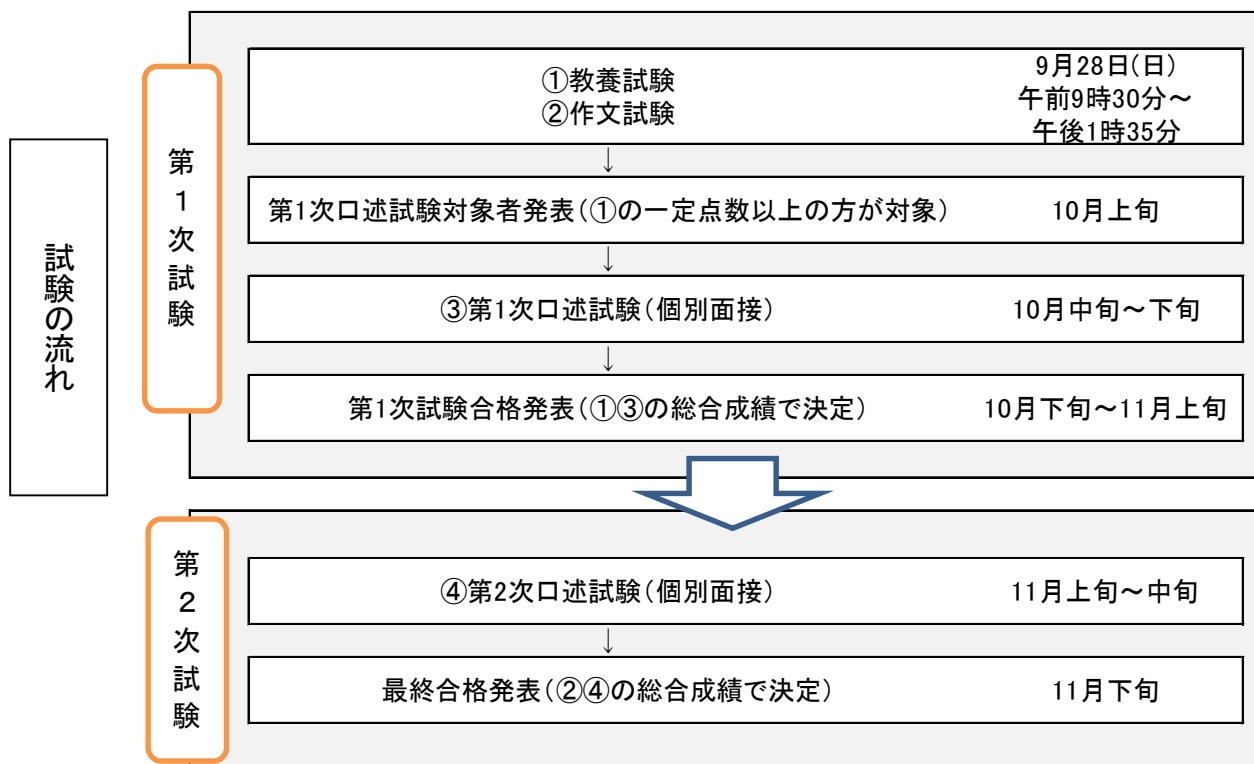 試験の流れ
第1次試験
①教養試験
②作文試験
9月28日(日)
午前9時30分～
午後1時35分
↓
第1次口述試験対象者発表(①の一定点数以上の方が対象) 10月上旬
↓
③第1次口述試験(個別面接) 10月中旬～下旬
↓
第1次試験合格発表(①③の総合成績で決定) 10月下旬～11月上旬
第2次試験
④第2次口述試験(個別面接) 11月上旬～中旬
↓
最終合格発表(②④の総合成績で決定) 11月下旬